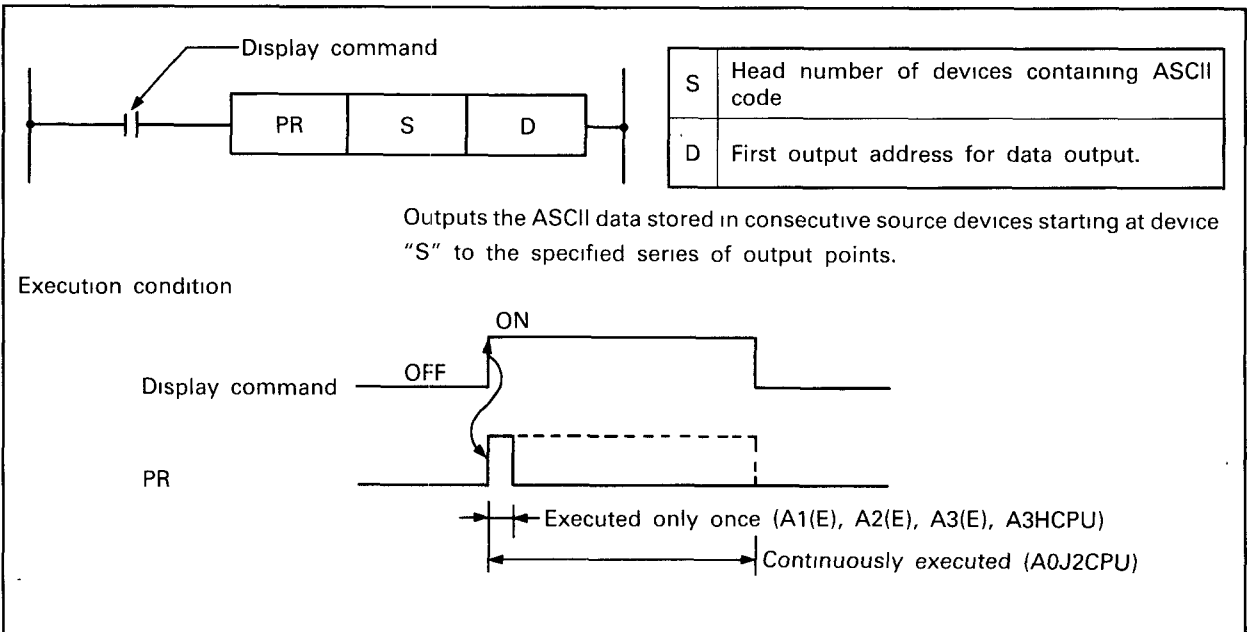 Display command
PR S D
S Head number of devices containing ASCII
code
D First output address for data output.
Outputs the ASCII data stored in consecutive source devices starting at device
"S" to the specified series of output points.
Execution condition
ON
OFF
Display command
PR
Executed only once (A1(E), A2(E), A3(E), A3HCPU)
Continuously executed (A0J2CPU)